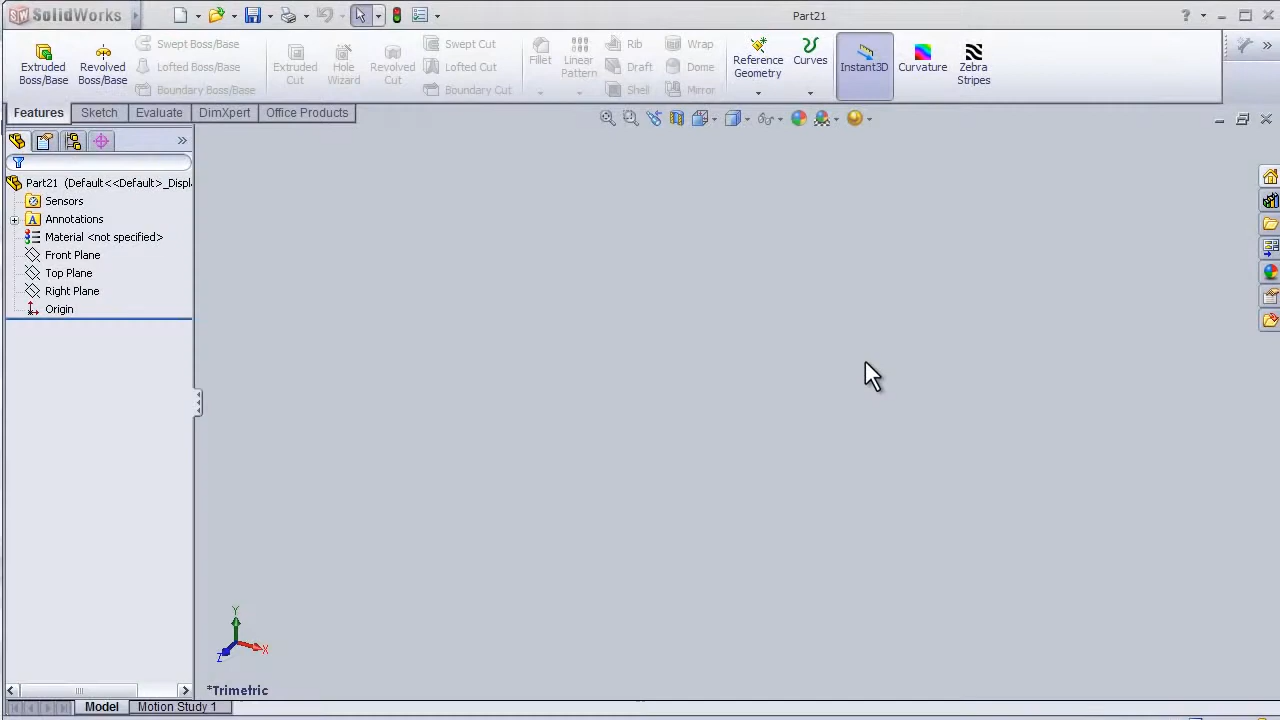 SolidWorks
Part21
?
Extruded Boss/Base
Revolved Boss/Base
Swept Boss/Base
Lofted Boss/Base
Boundary Boss/Base
Extruded Cut
Hole Wizard
Revolved Cut
Swept Cut
Lofted Cut
Boundary Cut
Fillet
Linear Pattern
Rib
Draft
Shell
Wrap
Dome
Mirror
Reference Geometry
Curves
Instant3D
Curvature
Zebra Stripes
Features
Sketch
Evaluate
DimXpert
Office Products
Part21 (Default<<Default>_Displ
Sensors
Annotations
Material <not specified>
Front Plane
Top Plane
Right Plane
Origin
Y
X
Z
*Trimetric
Model
Motion Study 1